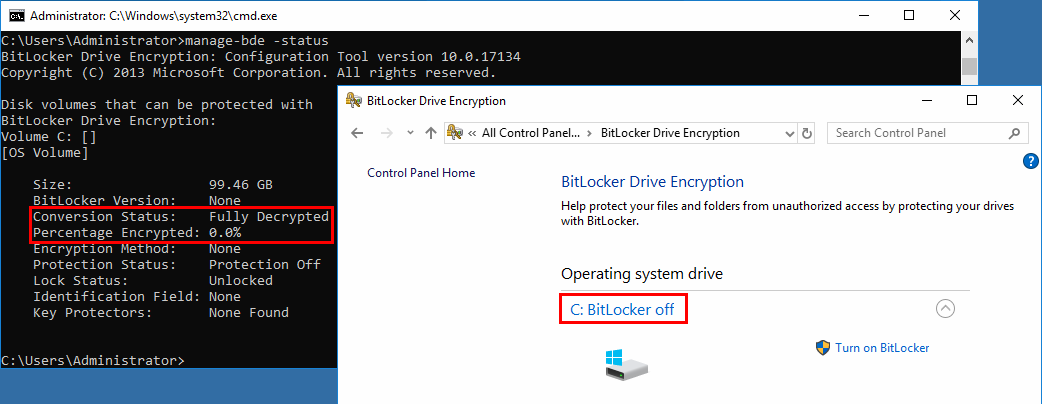 Administrator: C:\Windows\system32\cmd.exe
C:\Users\Administrator>manage-bde -status
BitLocker Drive Encryption: Configuration Tool version 10.0.17134
Copyright (C) 2013 Microsoft Corporation. All rights reserved.
Disk volumes that can be protected with
BitLocker Drive Encryption:
Volume C: []
[OS Volume]
Size: 99.46 GB
BitLocker Version: None
Conversion Status: Fully Decrypted
Percentage Encrypted: 0.0%
Encryption Method: None
Protection Status: Protection Off
Lock Status: Unlocked
Identification Field: None
Key Protectors: None Found
C:\Users\Administrator>
BitLocker Drive Encryption
« All Control Panel... › BitLocker Drive Encryption
Search Control Panel
Control Panel Home
BitLocker Drive Encryption
Help protect your files and folders from unauthorized access by protecting your drives
with BitLocker.
Operating system drive
C: BitLocker off
Turn on BitLocker